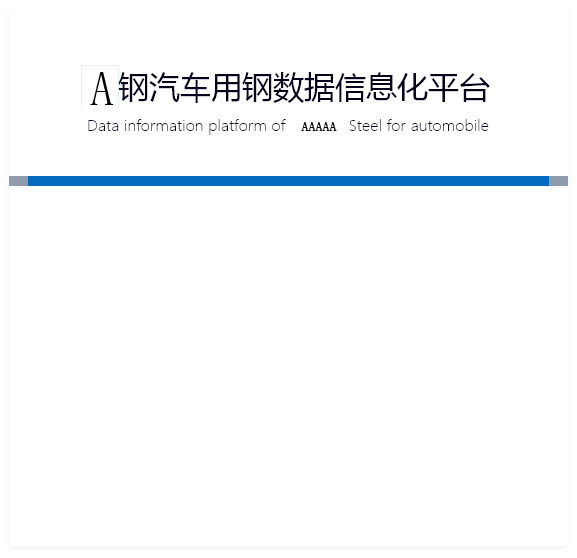 A钢汽车用钢数据信息化平台
Data information platform of AAAAA Steel for automobile